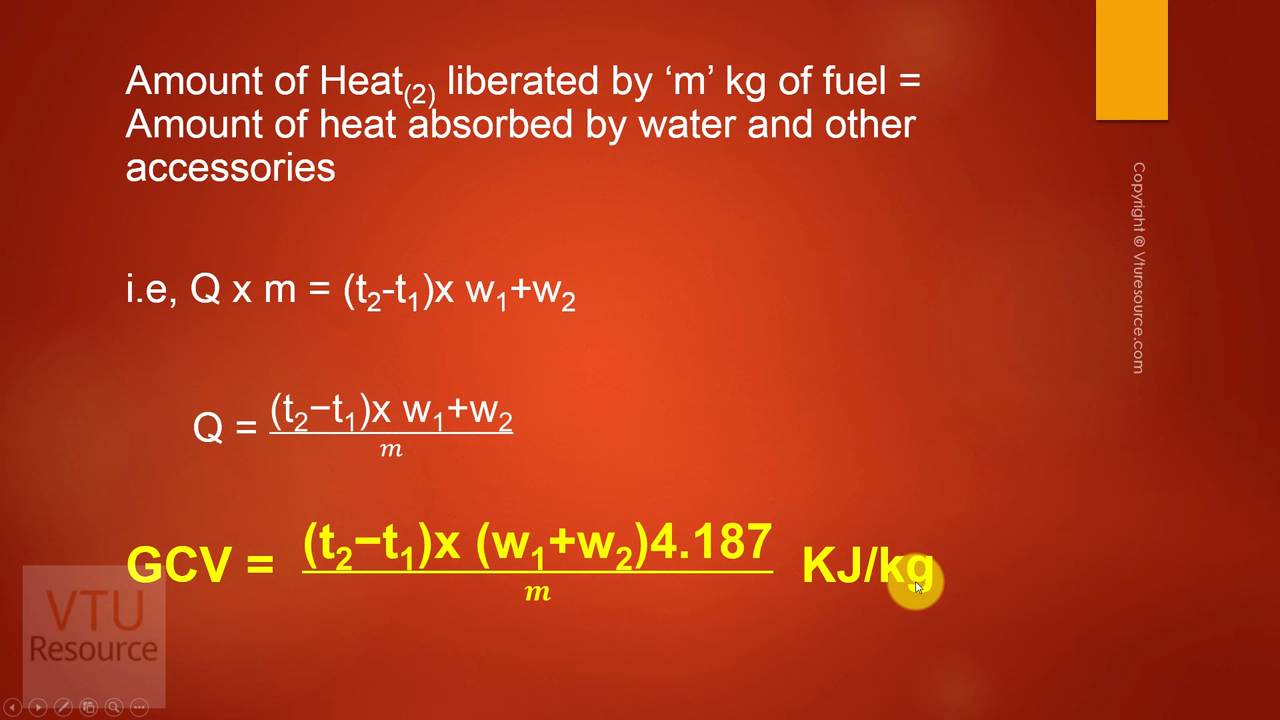 Amount of Heat(2) liberated by ‘m’ kg of fuel =
Amount of heat absorbed by water and other
accessories
i.e, Q x m = (t2-t1)x w1+w2
Q = (t2−t1)x w1+w2 / m
GCV = (t2−t1)x (w1+w2)4.187 / m KJ/kg
Copyright © Vturesource.com
VTU
Resource